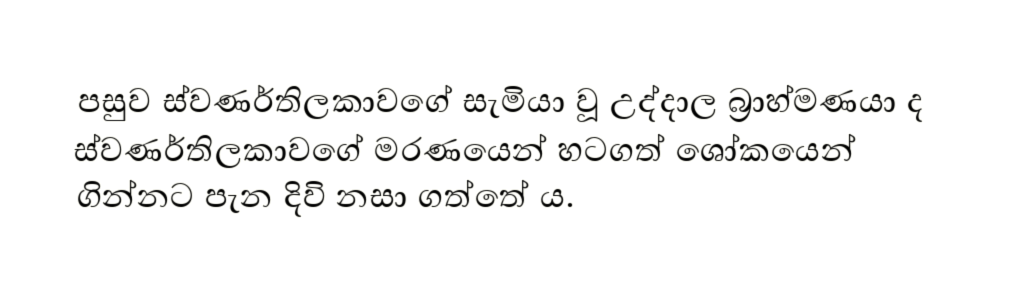 පසුව ස්වර්ණතිලකාවගේ සැමියා වූ උද්දාල බ්‍රාහ්මණයා ද
ස්වර්ණතිලකාවගේ මරණයෙන් හටගත් ශෝකයෙන්
ගින්නට පැන දිවි නසා ගත්තේ ය.